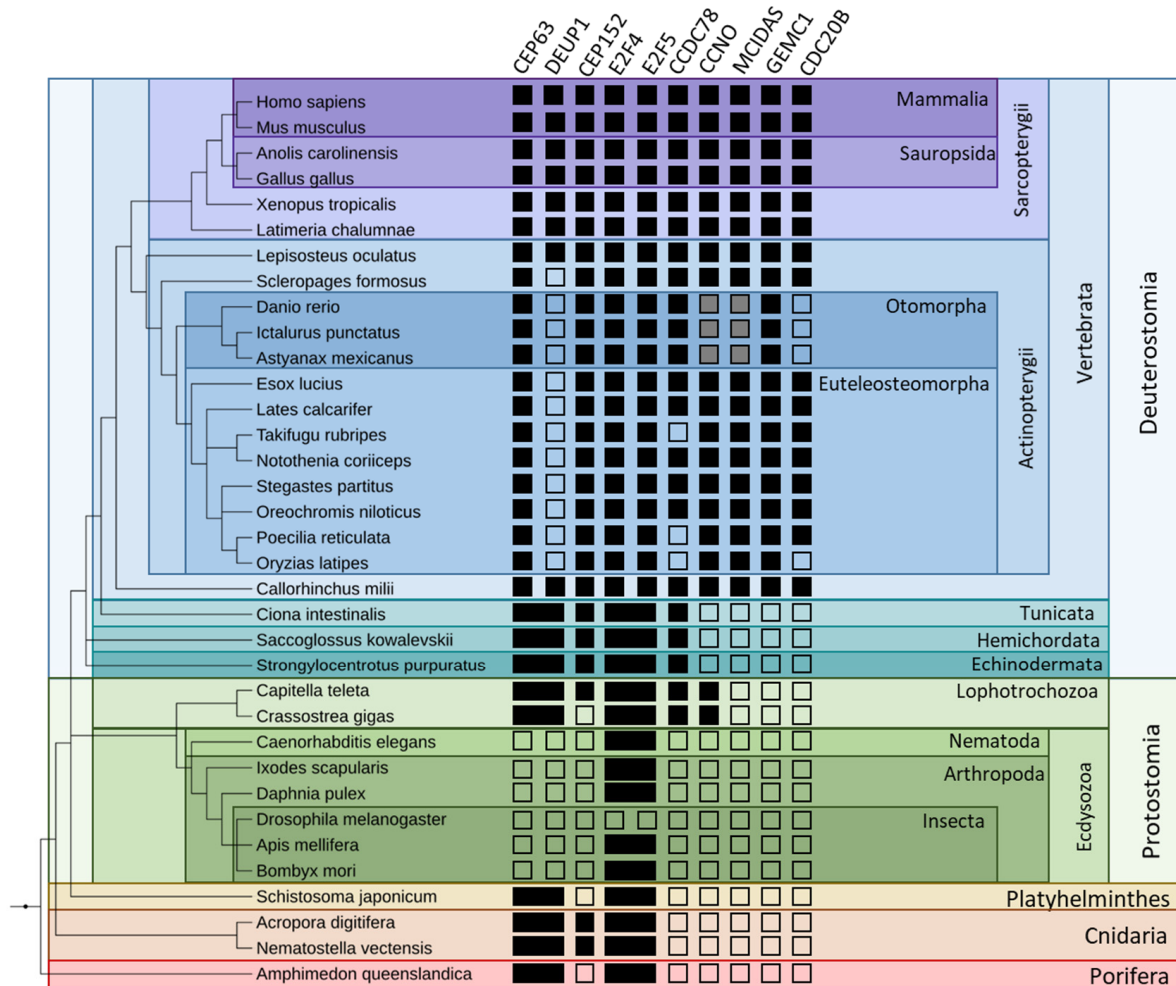 CEP63
DEUP1
CEP152
E2F4
E2F5
CCDC78
CCNO
MCIDAS
GEMC1
CDC20B
Homo sapiens
Mus musculus
Mammalia
Anolis carolinensis
Gallus gallus
Sauropsida
Xenopus tropicalis
Latimeria chalumnae
Sarcopterygii
Lepisosteus oculatus
Scleropages formosus
Danio rerio
Otomorpha
Ictalurus punctatus
Astyanax mexicanus
Esox lucius
Euteleosteomorpha
Lates calcarifer
Takifugu rubripes
Notothenia coriiceps
Stegastes partitus
Oreochromis niloticus
Poecilia reticulata
Oryzias latipes
Actinopterygii
Callorhinchus milii
Vertebrata
Ciona intestinalis
Tunicata
Saccoglossus kowalevskii
Hemichordata
Strongylocentrotus purpuratus
Echinodermata
Deuterostomia
Capitella teleta
Lophotrochozoa
Crassostrea gigas
Caenorhabditis elegans
Nematoda
Ixodes scapularis
Arthropoda
Daphnia pulex
Drosophila melanogaster
Insecta
Apis mellifera
Bombyx mori
Ecdysozoa
Protostomia
Schistosoma japonicum
Platyhelminthes
Acropora digitifera
Nematostella vectensis
Cnidaria
Amphimedon queenslandica
Porifera